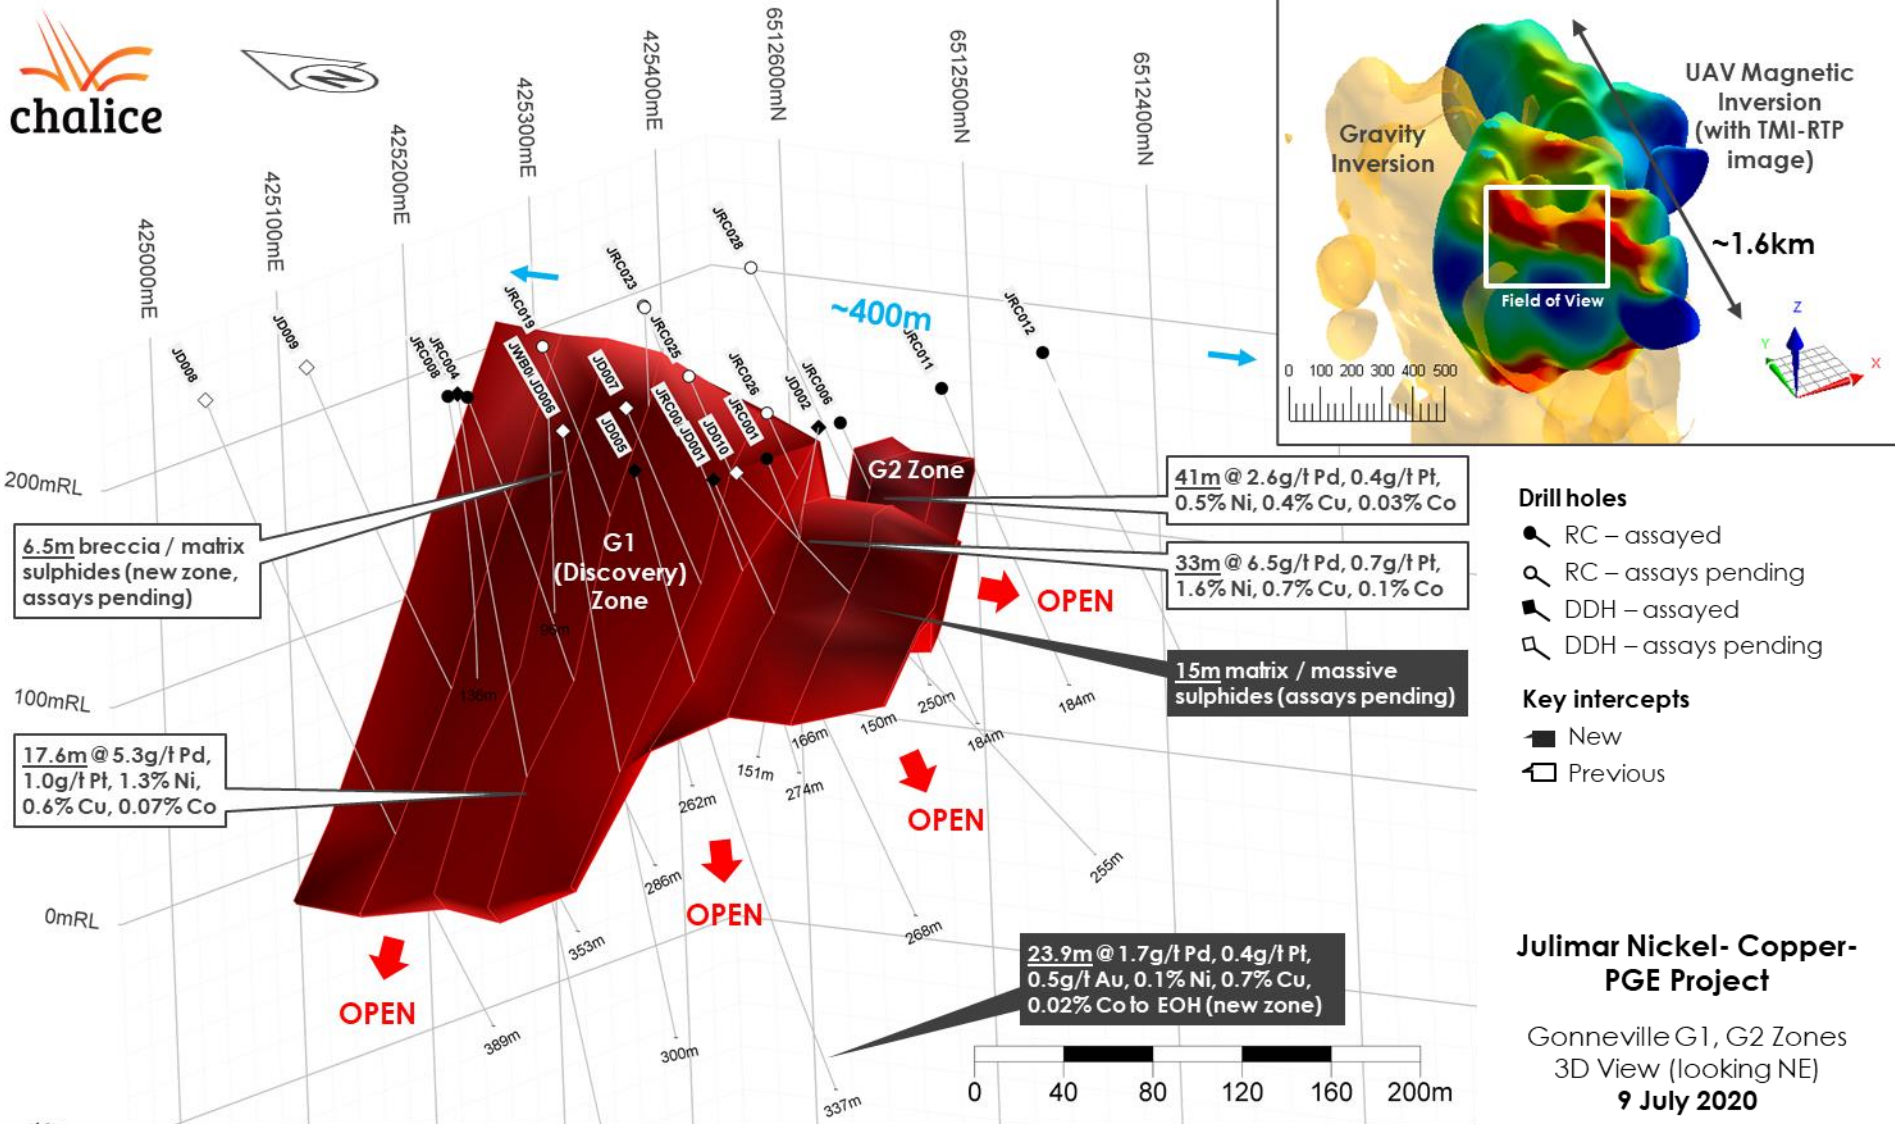 chalice
N
425000mE
425100mE
425200mE
425300mE
425400mE
6512600mN
6512500mN
6512400mN
200mRL
100mRL
0mRL
JD008
JD009
JRC008
JRC004
JRC019
JD006
JRC023
JD007
JD005
JRC025
JD001
JD010
JRC001
JRC026
JD002
JRC006
JRC028
JRC011
JRC012
~400m
G1
(Discovery)
Zone
G2 Zone
6.5m breccia / matrix
sulphides (new zone,
assays pending)
17.6m @ 5.3g/t Pd,
1.0g/t Pt, 1.3% Ni,
0.6% Cu, 0.07% Co
41m @ 2.6g/t Pd, 0.4g/t Pt,
0.5% Ni, 0.4% Cu, 0.03% Co
33m @ 6.5g/t Pd, 0.7g/t Pt,
1.6% Ni, 0.7% Cu, 0.1% Co
15m matrix / massive
sulphides (assays pending)
23.9m @ 1.7g/t Pd, 0.4g/t Pt,
0.5g/t Au, 0.1% Ni, 0.7% Cu,
0.02% Co to EOH (new zone)
96m
136m
389m
353m
286m
300m
262m
151m
274m
166m
150m
250m
184m
184m
255m
268m
337m
OPEN
OPEN
OPEN
OPEN
0 40 80 120 160 200m
Gravity
Inversion
UAV Magnetic
Inversion
(with TMI-RTP
image)
~1.6km
Field of View
0 100 200 300 400 500
Z
Y
X
Drill holes
RC – assayed
RC – assays pending
DDH – assayed
DDH – assays pending
Key intercepts
New
Previous
Julimar Nickel- Copper-
PGE Project
Gonneville G1, G2 Zones
3D View (looking NE)
9 July 2020